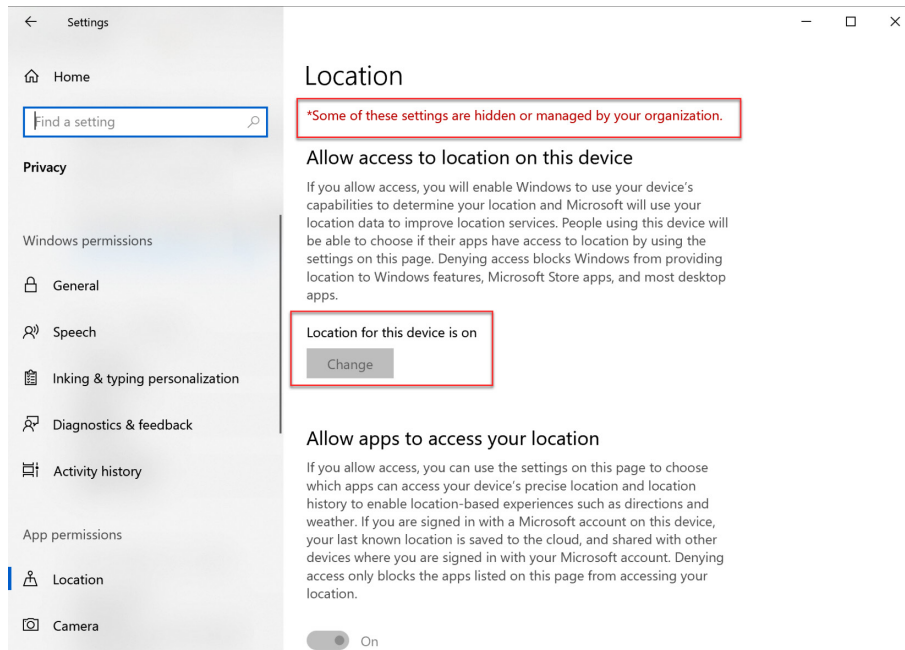 Settings
Home
Find a setting
Privacy
Windows permissions
General
Speech
Inking & typing personalization
Diagnostics & feedback
Activity history
App permissions
Location
Camera
Location
*Some of these settings are hidden or managed by your organization.
Allow access to location on this device
If you allow access, you will enable Windows to use your device's
capabilities to determine your location and Microsoft will use your
location data to improve location services. People using this device will
be able to choose if their apps have access to location by using the
settings on this page. Denying access blocks Windows from providing
location to Windows features, Microsoft Store apps, and most desktop
apps.
Location for this device is on
Change
Allow apps to access your location
If you allow access, you can use the settings on this page to choose
which apps can access your device's precise location and location
history to enable location-based experiences such as directions and
weather. If you are signed in with a Microsoft account on this device,
your last known location is saved to the cloud, and shared with other
devices where you are signed in with your Microsoft account. Denying
access only blocks the apps listed on this page from accessing your
location.
On